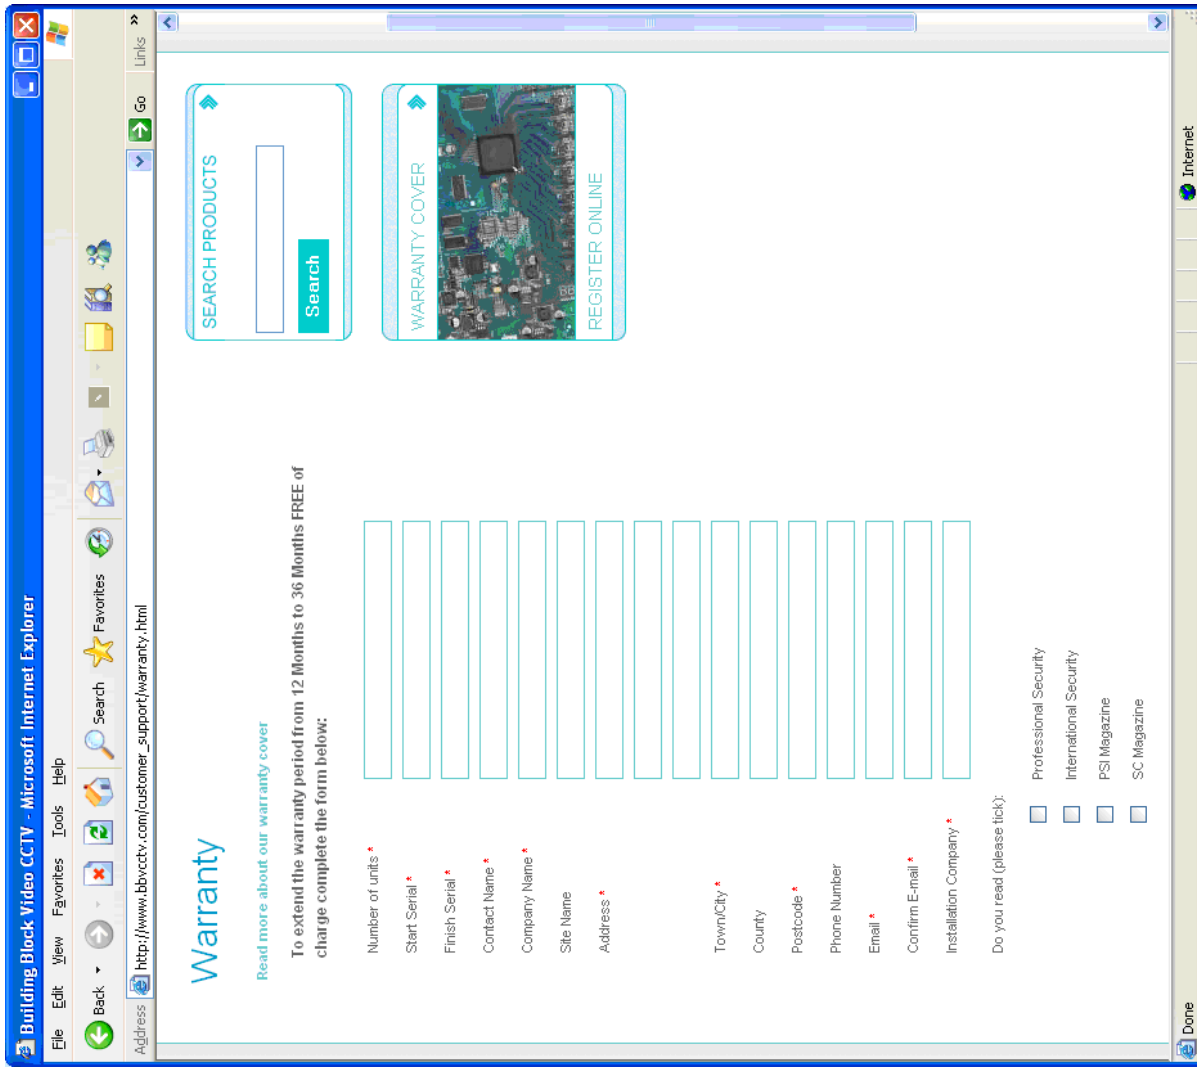 Building Block Video CCTV - Microsoft Internet Explorer
File Edit View Favorites Tools Help
Back Search Favorites
Address http://www.bbvcctv.com/customer_support/warranty.html Go Links
Warranty
Read more about our warranty cover
To extend the warranty period from 12 Months to 36 Months FREE of
charge complete the form below:
Number of units *
Start Serial *
Finish Serial *
Contact Name *
Company Name *
Site Name
Address *
Town/City *
County
Postcode *
Phone Number
Email *
Confirm E-mail *
Installation Company *
Do you read (please tick):
Professional Security
International Security
PSI Magazine
SC Magazine
SEARCH PRODUCTS
Search
WARRANTY COVER
REGISTER ONLINE
Done Internet